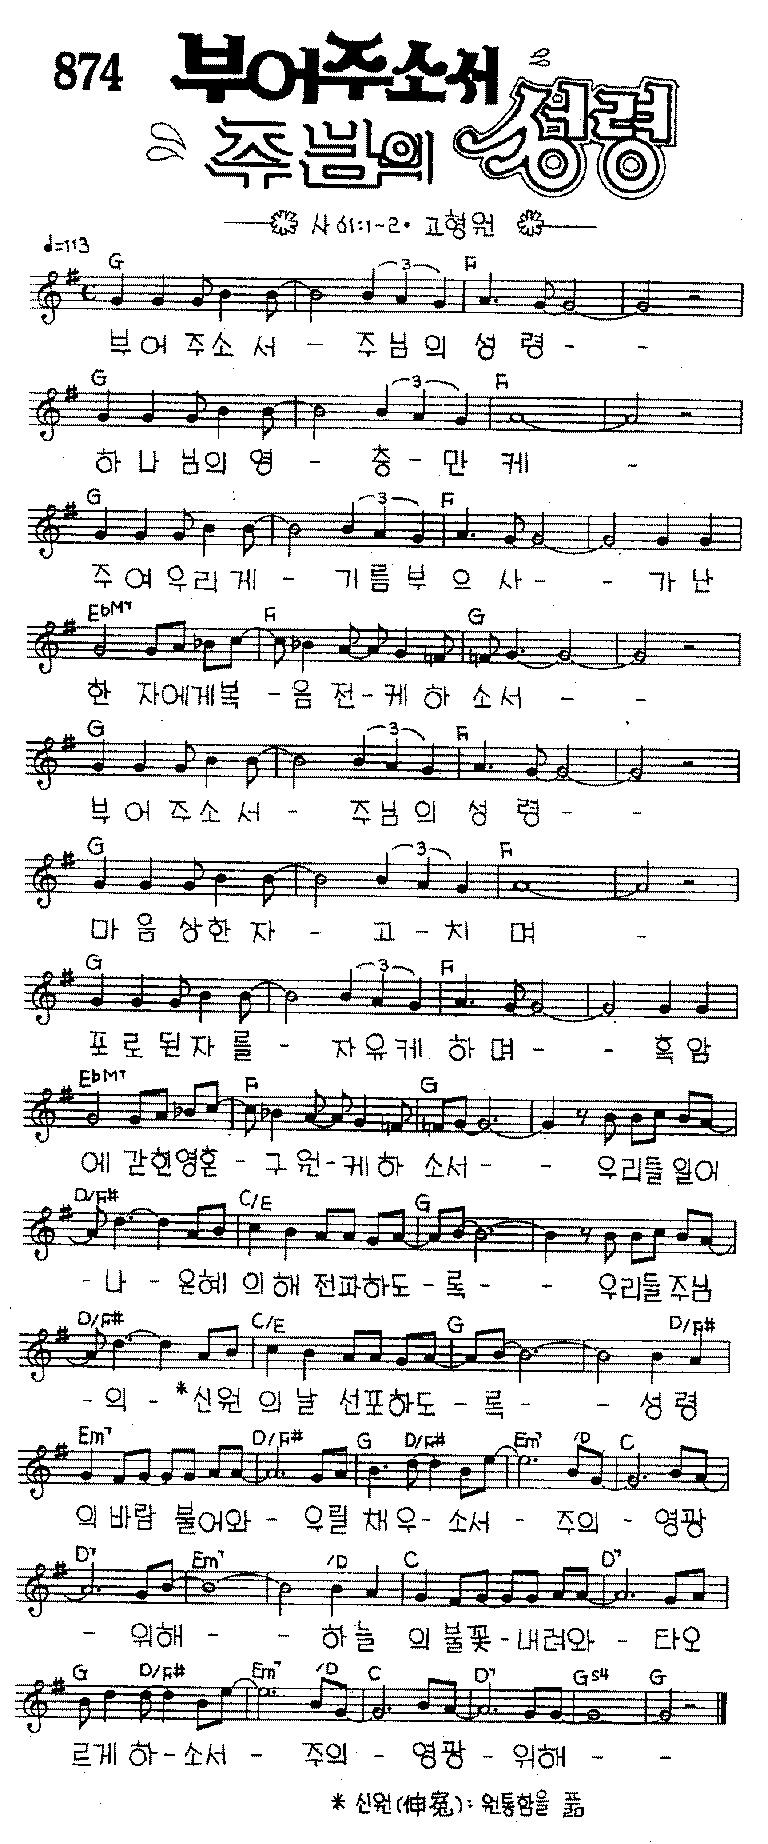 874 부어주소서
주님의 성령
사 61:1~2 · 고형원
♩=113
G 3 F
부어 주소서 - 주님의 성령 - -
G 3 F
하나님의 영 - 충 - 만케 -
G 3 F
주여 우리게 - 기름부으사 - - 가난
E♭M7 F G
한 자에게복 - 음 전-케하 소서 - -
G 3 F
부어 주소서 - 주님의 성령 - -
G 3 F
마음 상한 자 - 고 - 치며 -
G 3 F
포로된자를 - 자유케 하며 - - 흑암
E♭M7 F G
에 갇힌영혼 - 구원-케하 소서 - - 우리들일어
D/F# C/E G
- 나 - 은혜의해 전파하도 - 록 - - 우리들주님
D/F# C/E G D/F#
- 의 - *신원의날 선포하도 - 록 - - 성령
Em7 D/F# G D/F# Em7 /D C
의 바람 불어와 - 우릴 채우-소서 - 주의 - 영광
D7 Em7 /D C D7
- 위해 - - 하늘 의불꽃-내려와 - 타오
G D/F# Em7 /D C D7 Gs4 G
르게 하-소서 - 주의 - 영광 - 위해 - -
* 신원(伸寃): 원통함을 풂